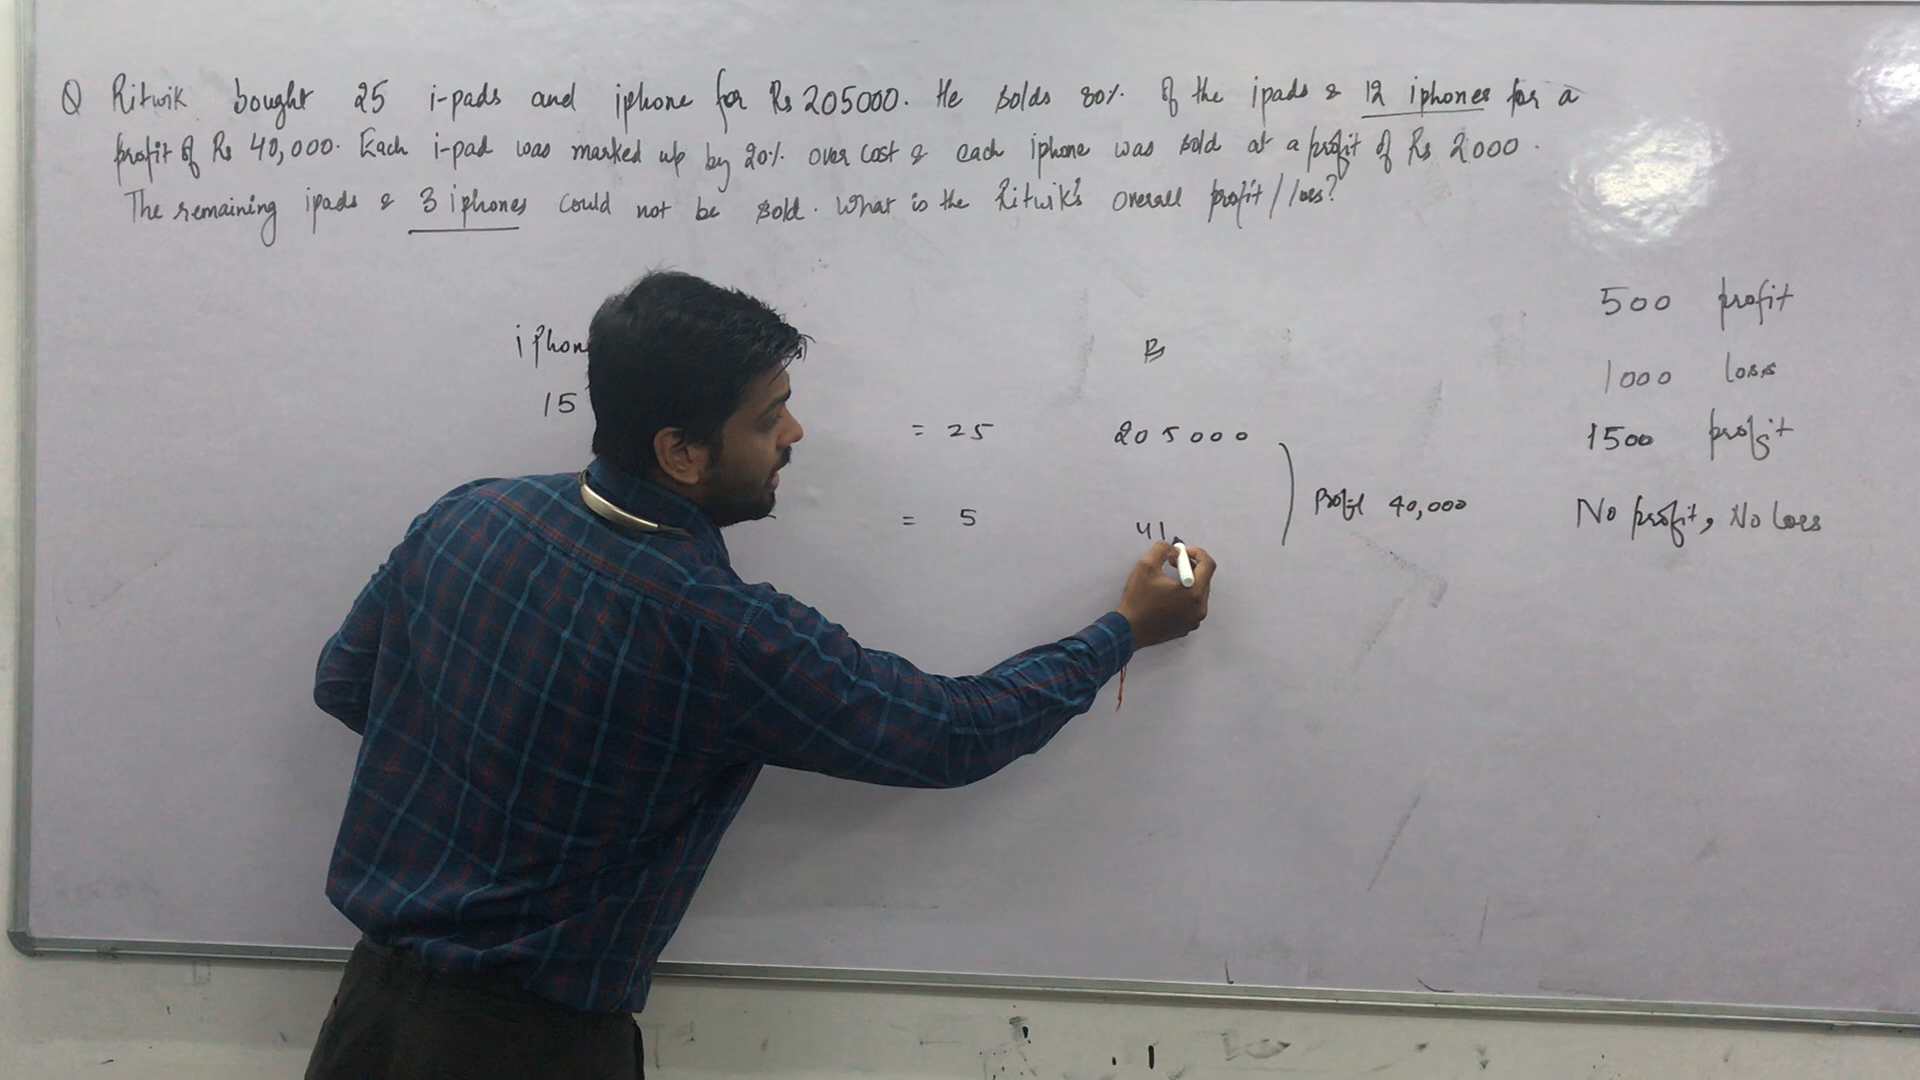 Q Ritwik bought 25 i-pads and iphone for Rs 205000. He solds 80% of the ipads & 12 iphones for a
profit of Rs 40,000. Each i-pad was marked up by 20% over cost & each iphone was sold at a profit of Rs 2000.
The remaining ipads & 3 iphones could not be sold. What is the Ritwik's overall profit/loss?
500 profit
iphon Rs
1000 loss
15
= 25 205000
1500 profit
Profit 40,000
= 5 41
No profit, No loss